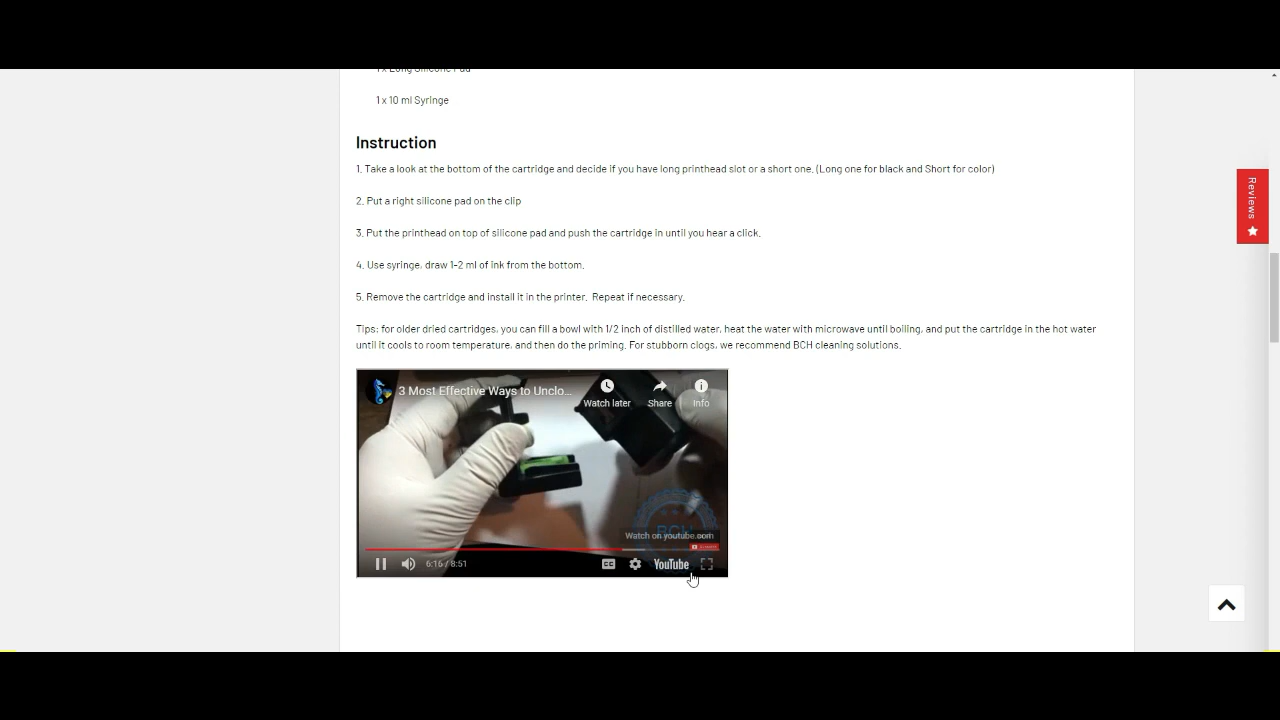 1 x Long Silicone Pad
1 x 10 ml Syringe
Instruction
1. Take a look at the bottom of the cartridge and decide if you have long printhead slot or a short one. (Long one for black and Short for color)
2. Put a right silicone pad on the clip
3. Put the printhead on top of silicone pad and push the cartridge in until you hear a click.
4. Use syringe, draw 1-2 ml of ink from the bottom.
5. Remove the cartridge and install it in the printer. Repeat if necessary.
Tips: for older dried cartridges, you can fill a bowl with 1/2 inch of distilled water, heat the water with microwave until boiling, and put the cartridge in the hot water
until it cools to room temperature, and then do the priming. For stubborn clogs, we recommend BCH cleaning solutions.
3 Most Effective Ways to Unclo...
Watch later
Share
Info
BCH
Watch on youtube.com
6:16 / 8:51
CC
YouTube
Reviews